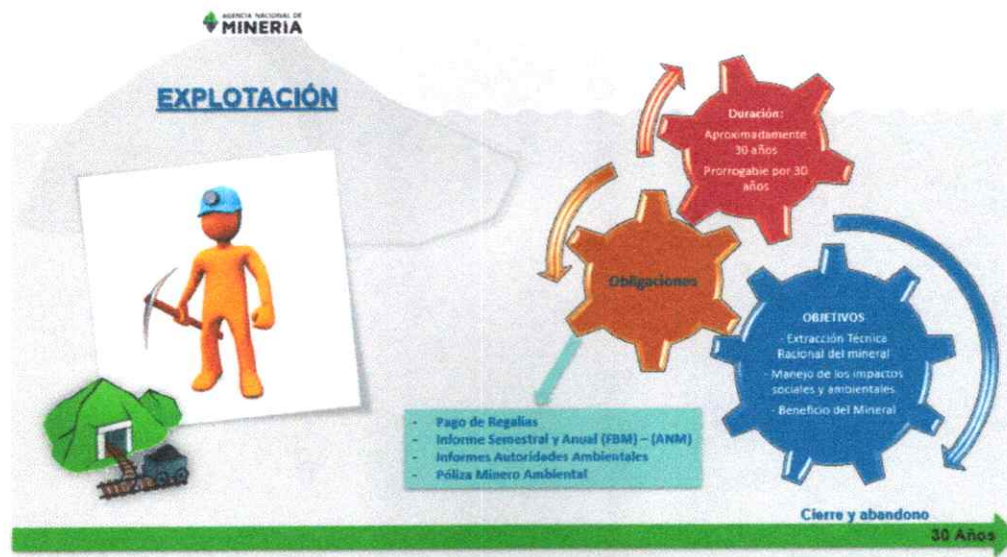 AGENCIA NACIONAL DE
MINERÍA
EXPLOTACIÓN
Duración:
Aproximadamente
30 años
Prorrogable por 30
años
Obligaciones
OBJETIVOS
- Extracción Técnica
Racional del mineral
- Manejo de los impactos
sociales y ambientales
- Beneficio del Mineral
- Pago de Regalías
- Informe Semestral y Anual (FBM) – (ANM)
- Informes Autoridades Ambientales
- Póliza Minero Ambiental
Cierre y abandono
30 Años